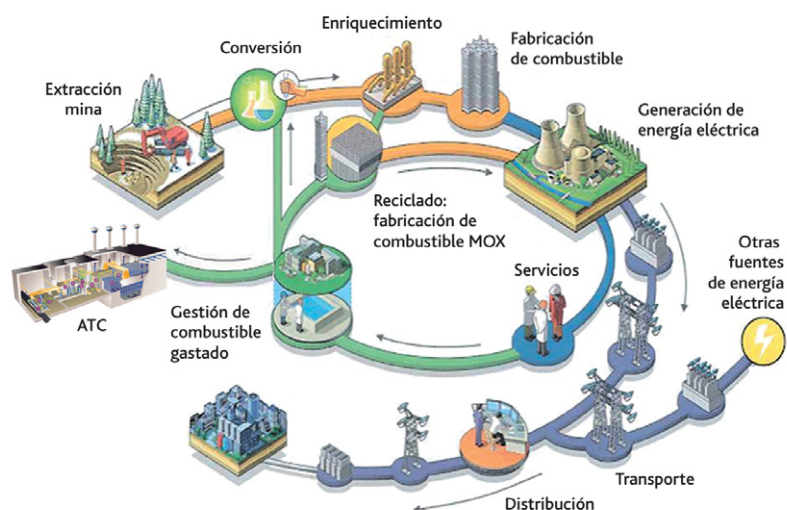 Enriquecimiento
Conversión
Fabricación
de combustible
Extracción
mina
Generación de
energía eléctrica
Reciclado:
fabricación de
combustible MOX
Otras
fuentes
de energía
eléctrica
Servicios
Gestión de
combustible
gastado
ATC
Transporte
Distribución